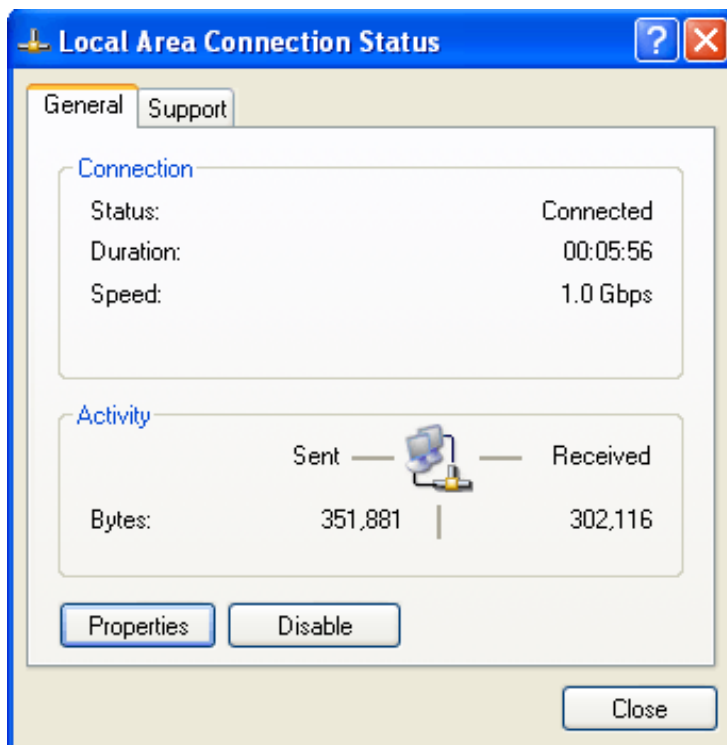 Local Area Connection Status
General Support
Connection
Status: Connected
Duration: 00:05:56
Speed: 1.0 Gbps
Activity
Sent Received
Bytes: 351,881 302,116
Properties Disable
Close